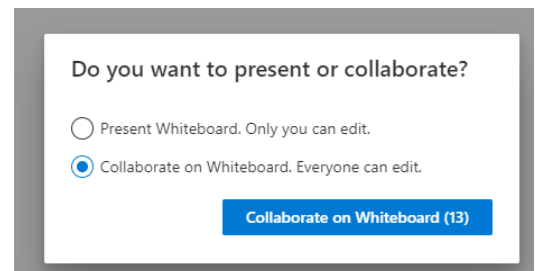 Do you want to present or collaborate?
Present Whiteboard. Only you can edit.
Collaborate on Whiteboard. Everyone can edit.
Collaborate on Whiteboard (13)